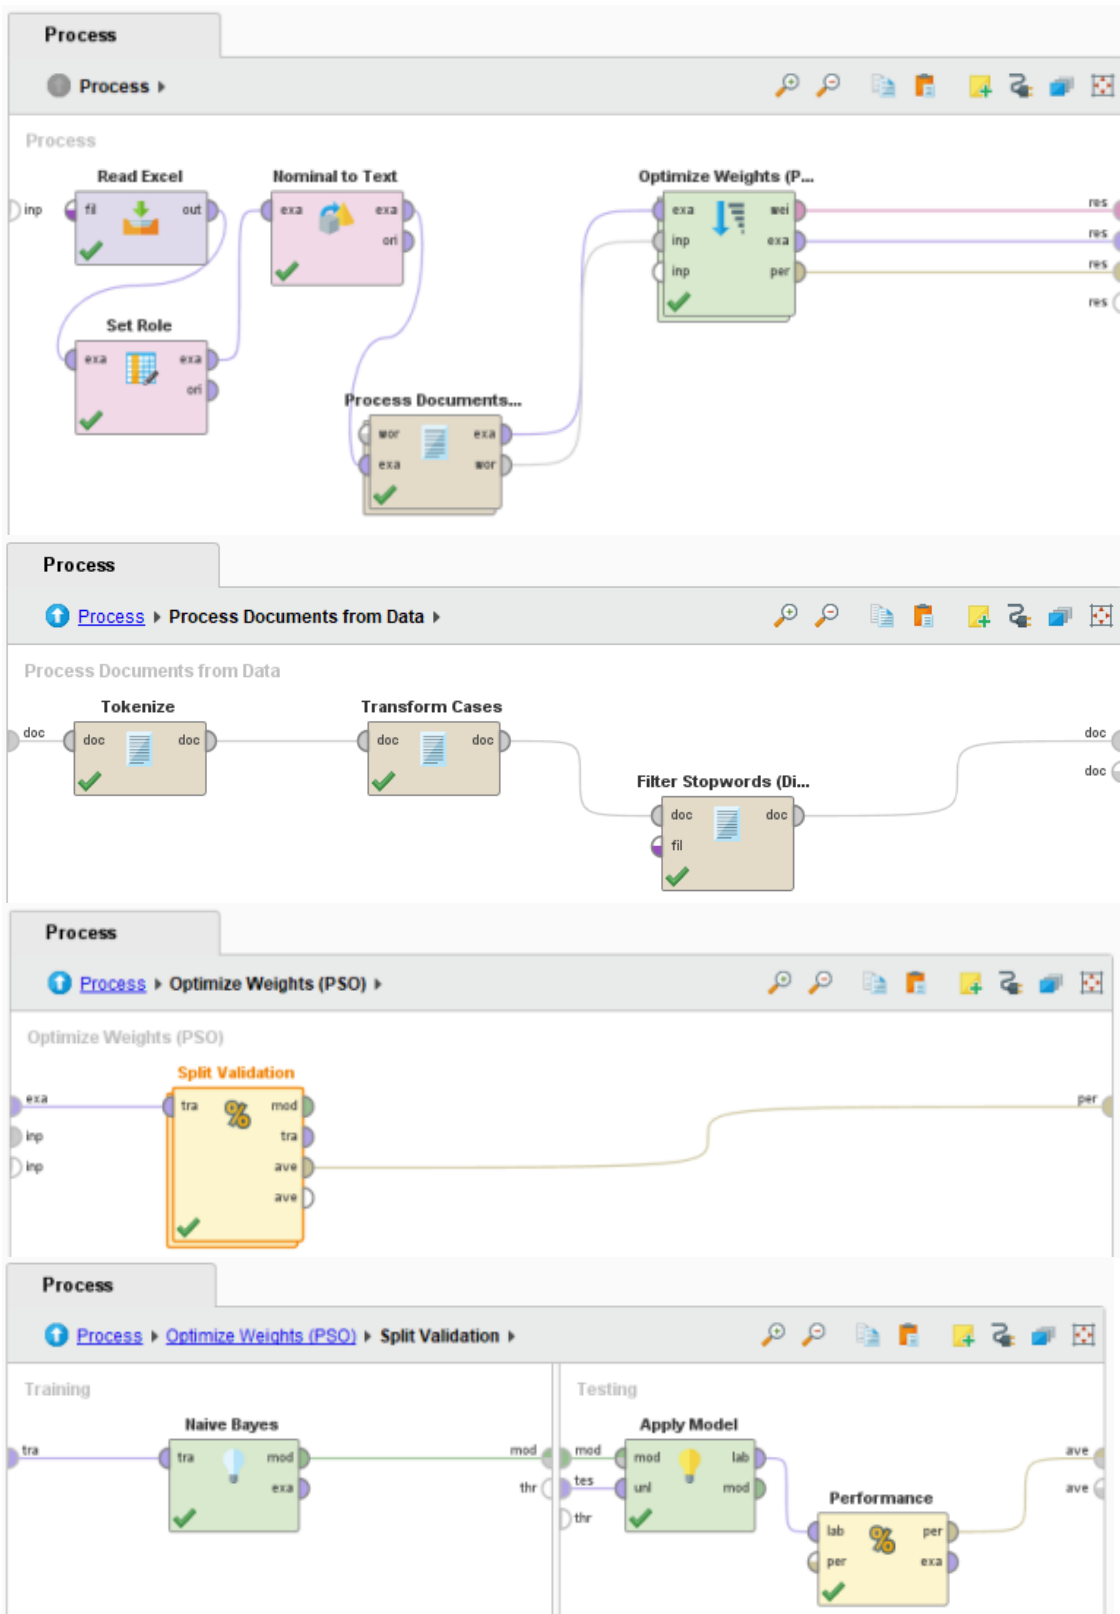 Process
Process
Process
Read Excel
Nominal to Text
Optimize Weights (P...
inp
fil
out
exa
exa
ori
exa
wei
res
inp
exa
res
inp
per
res
res
Set Role
exa
exa
ori
Process Documents...
wor
exa
exa
wor
Process
Process Process Documents from Data
Process Documents from Data
Tokenize
Transform Cases
doc
doc
doc
doc
doc
doc
doc
Filter Stopwords (Di...
doc
doc
fil
Process
Process Optimize Weights (PSO)
Optimize Weights (PSO)
Split Validation
exa
tra
mod
per
inp
tra
inp
ave
ave
Process
Process Optimize Weights (PSO) Split Validation
Training
Testing
Naive Bayes
Apply Model
tra
tra
mod
mod
exa
thr
mod
mod
lab
ave
tes
unl
mod
ave
thr
Performance
lab
per
per
exa